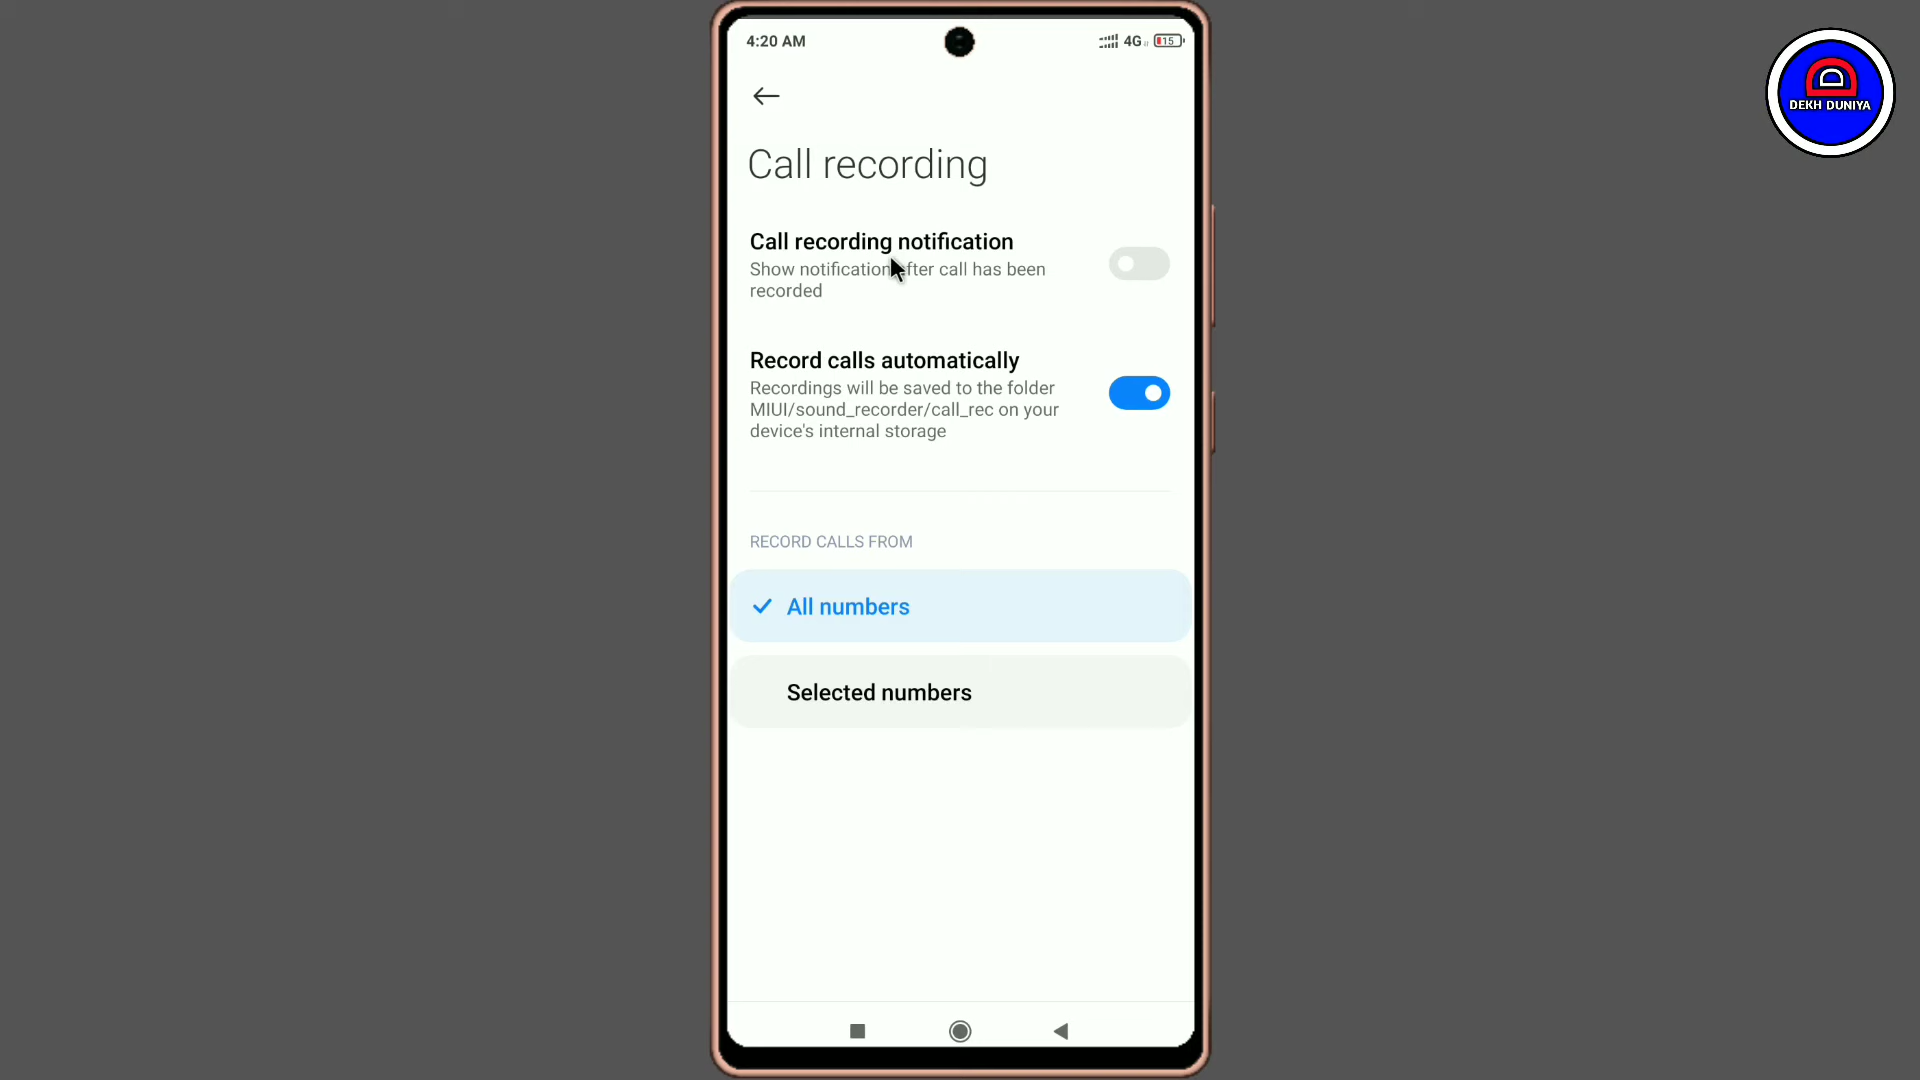 4:20 AM
4G
15
DEKH DUNIYA
Call recording
Call recording notification
Show notification after call has been
recorded
Record calls automatically
Recordings will be saved to the folder
MIUI/sound_recorder/call_rec on your
device's internal storage
RECORD CALLS FROM
All numbers
Selected numbers